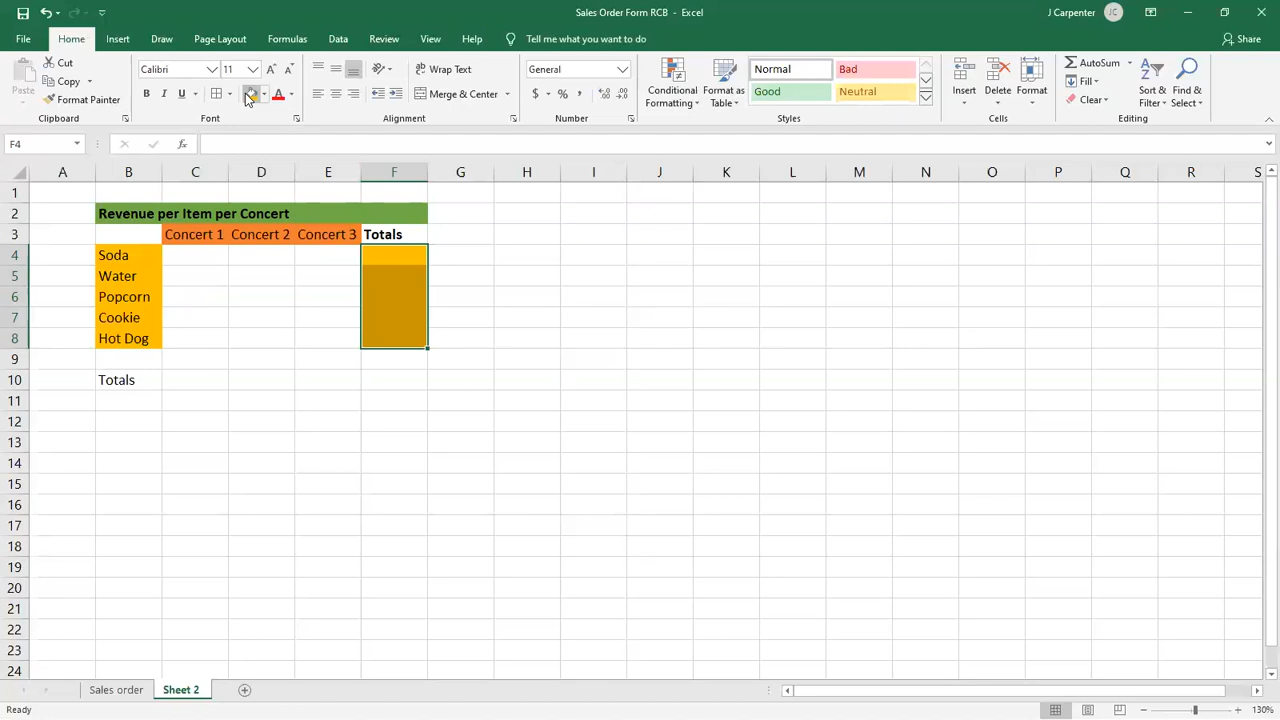 Sales Order Form RCB - Excel
J Carpenter JC
File Home Insert Draw Page Layout Formulas Data Review View Help Tell me what you want to do Share
Paste Cut Copy Format Painter
Calibri 11
B I U A
Wrap Text
Merge & Center
General
$ %
Conditional Formatting
Format as Table
Normal Bad
Good Neutral
Insert Delete Format
AutoSum
Fill
Clear
Sort & Filter
Find & Select
Clipboard Font Alignment Number Styles Cells Editing
F4 fx
A B C D E F G H I J K L M N O P Q R S
1
2 Revenue per Item per Concert
3 Concert 1 Concert 2 Concert 3 Totals
4 Soda
5 Water
6 Popcorn
7 Cookie
8 Hot Dog
9
10 Totals
11
12
13
14
15
16
17
18
19
20
21
22
23
24
Sales order Sheet 2
Ready 130%